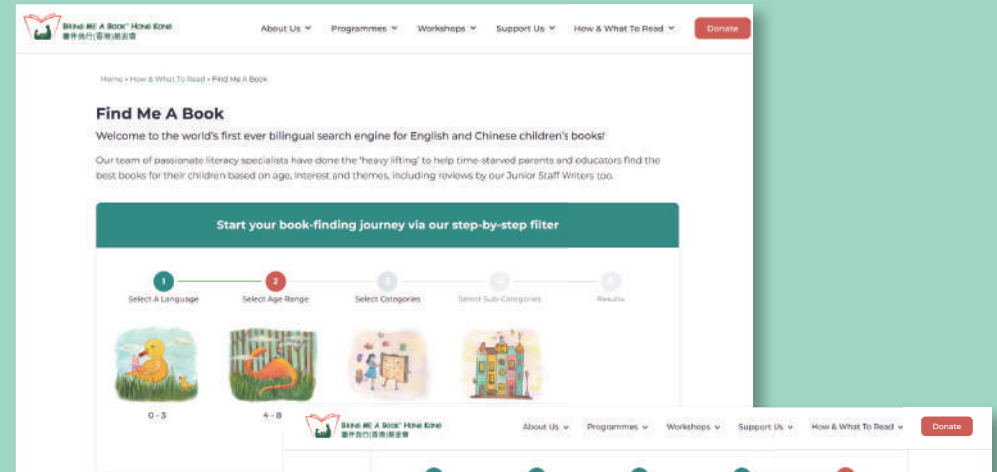 BRING ME A BOOK™ HONG KONG
書伴我行(香港)基金會
About Us
Programmes
Workshops
Support Us
How & What To Read
Donate
Home » How & What To Read » Find Me A Book
Find Me A Book
Welcome to the world's first ever bilingual search engine for English and Chinese children's books!
Our team of passionate literacy specialists have done the 'heavy lifting' to help time-starved parents and educators find the
best books for their children based on age, interest and themes, including reviews by our Junior Staff Writers too.
Start your book-finding journey via our step-by-step filter
1
2
Select A Language
Select Age Range
Select Categories
Select Sub-Categories
Results
0 - 3
4 - 8
BRING ME A BOOK™ HONG KONG
書伴我行(香港)基金會
About Us
Programmes
Workshops
Support Us
How & What To Read
Donate